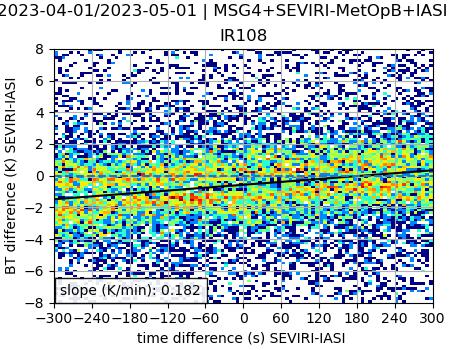 2023-04-01/2023-05-01 | MSG4+SEVIRI-MetOpB+IASI
IR108
8
6
4
2
0
−2
−4
−6
−8
BT difference (K) SEVIRI-IASI
slope (K/min): 0.182
−300 −240 −180 −120 −60 0 60 120 180 240 300
time difference (s) SEVIRI-IASI